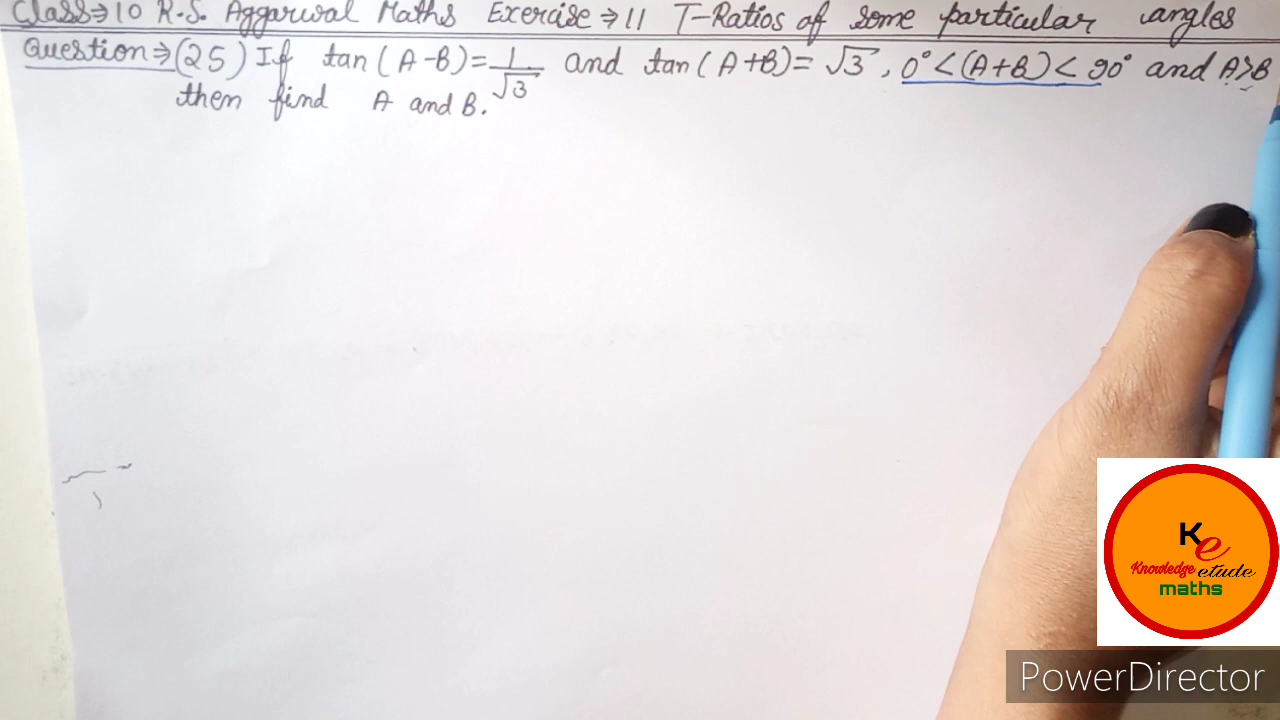 Class⇒10 R.S. Aggarwal Maths Exercise⇒11 T-Ratios of some particular angles
Question⇒(25) If tan(A-B)=1/√3 and tan(A+B)=√3, 0°<(A+B)<90° and A>B
then find A and B.
Ke
Knowledge etude
maths
PowerDirector